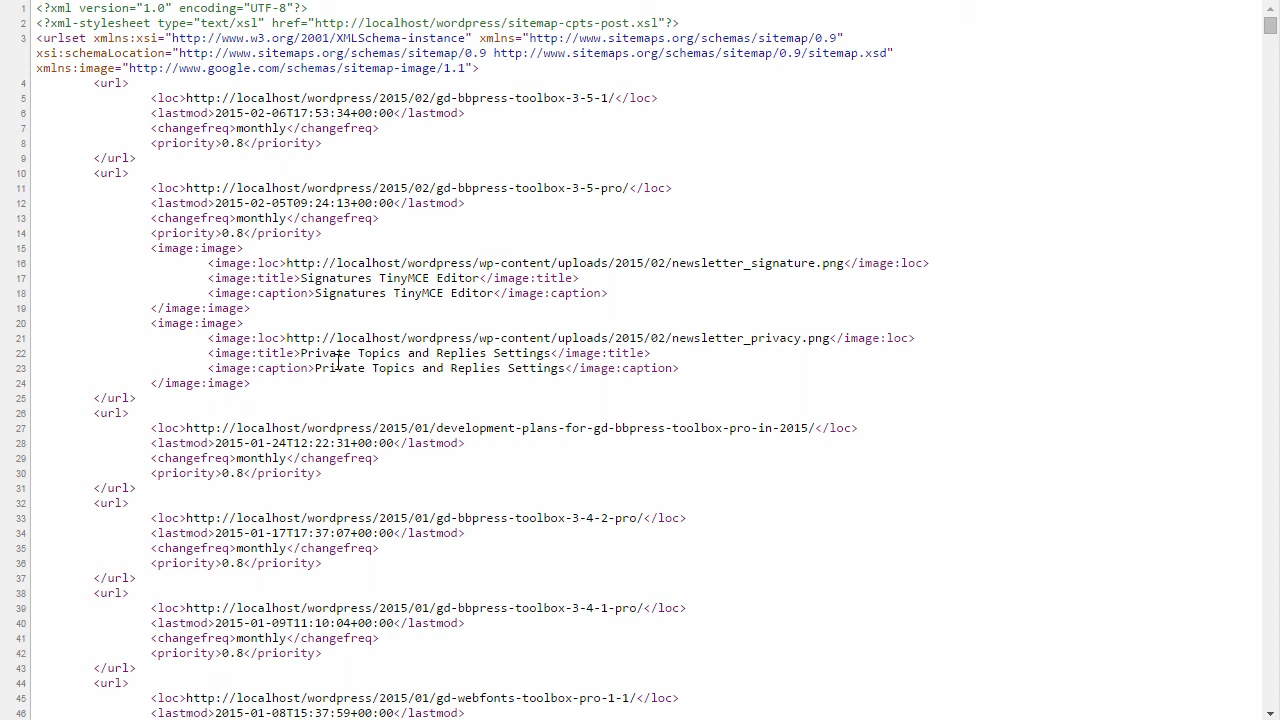 1 <?xml version="1.0" encoding="UTF-8"?>
2 <?xml-stylesheet type="text/xsl" href="http://localhost/wordpress/sitemap-cpts-post.xsl"?>
3 <urlset xmlns:xsi="http://www.w3.org/2001/XMLSchema-instance" xmlns="http://www.sitemaps.org/schemas/sitemap/0.9"
xsi:schemaLocation="http://www.sitemaps.org/schemas/sitemap/0.9 http://www.sitemaps.org/schemas/sitemap/0.9/sitemap.xsd"
xmlns:image="http://www.google.com/schemas/sitemap-image/1.1">
4 <url>
5 <loc>http://localhost/wordpress/2015/02/gd-bbpress-toolbox-3-5-1/</loc>
6 <lastmod>2015-02-06T17:53:34+00:00</lastmod>
7 <changefreq>monthly</changefreq>
8 <priority>0.8</priority>
9 </url>
10 <url>
11 <loc>http://localhost/wordpress/2015/02/gd-bbpress-toolbox-3-5-pro/</loc>
12 <lastmod>2015-02-05T09:24:13+00:00</lastmod>
13 <changefreq>monthly</changefreq>
14 <priority>0.8</priority>
15 <image:image>
16 <image:loc>http://localhost/wordpress/wp-content/uploads/2015/02/newsletter_signature.png</image:loc>
17 <image:title>Signatures TinyMCE Editor</image:title>
18 <image:caption>Signatures TinyMCE Editor</image:caption>
19 </image:image>
20 <image:image>
21 <image:loc>http://localhost/wordpress/wp-content/uploads/2015/02/newsletter_privacy.png</image:loc>
22 <image:title>Private Topics and Replies Settings</image:title>
23 <image:caption>Private Topics and Replies Settings</image:caption>
24 </image:image>
25 </url>
26 <url>
27 <loc>http://localhost/wordpress/2015/01/development-plans-for-gd-bbpress-toolbox-pro-in-2015/</loc>
28 <lastmod>2015-01-24T12:22:31+00:00</lastmod>
29 <changefreq>monthly</changefreq>
30 <priority>0.8</priority>
31 </url>
32 <url>
33 <loc>http://localhost/wordpress/2015/01/gd-bbpress-toolbox-3-4-2-pro/</loc>
34 <lastmod>2015-01-17T17:37:07+00:00</lastmod>
35 <changefreq>monthly</changefreq>
36 <priority>0.8</priority>
37 </url>
38 <url>
39 <loc>http://localhost/wordpress/2015/01/gd-bbpress-toolbox-3-4-1-pro/</loc>
40 <lastmod>2015-01-09T11:10:04+00:00</lastmod>
41 <changefreq>monthly</changefreq>
42 <priority>0.8</priority>
43 </url>
44 <url>
45 <loc>http://localhost/wordpress/2015/01/gd-webfonts-toolbox-pro-1-1/</loc>
46 <lastmod>2015-01-08T15:37:59+00:00</lastmod>